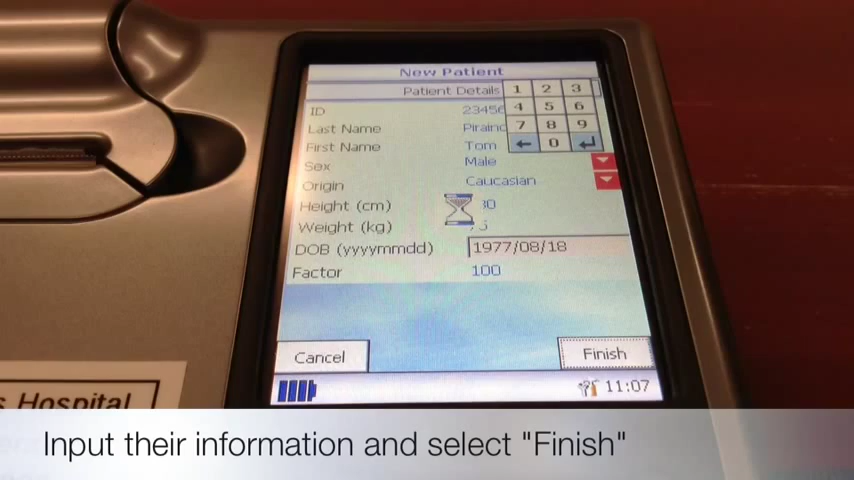 New Patient
Patient Details
1 2 3
ID 23456
4 5 6
Last Name
7 8 9
First Name Tom
← 0 ↵
Sex Male
Origin Caucasian
Height (cm)
Weight (kg)
DOB (yyyymmdd) 1977/08/18
Factor 100
Cancel
Finish
11:07
Hospital
Input their information and select "Finish"